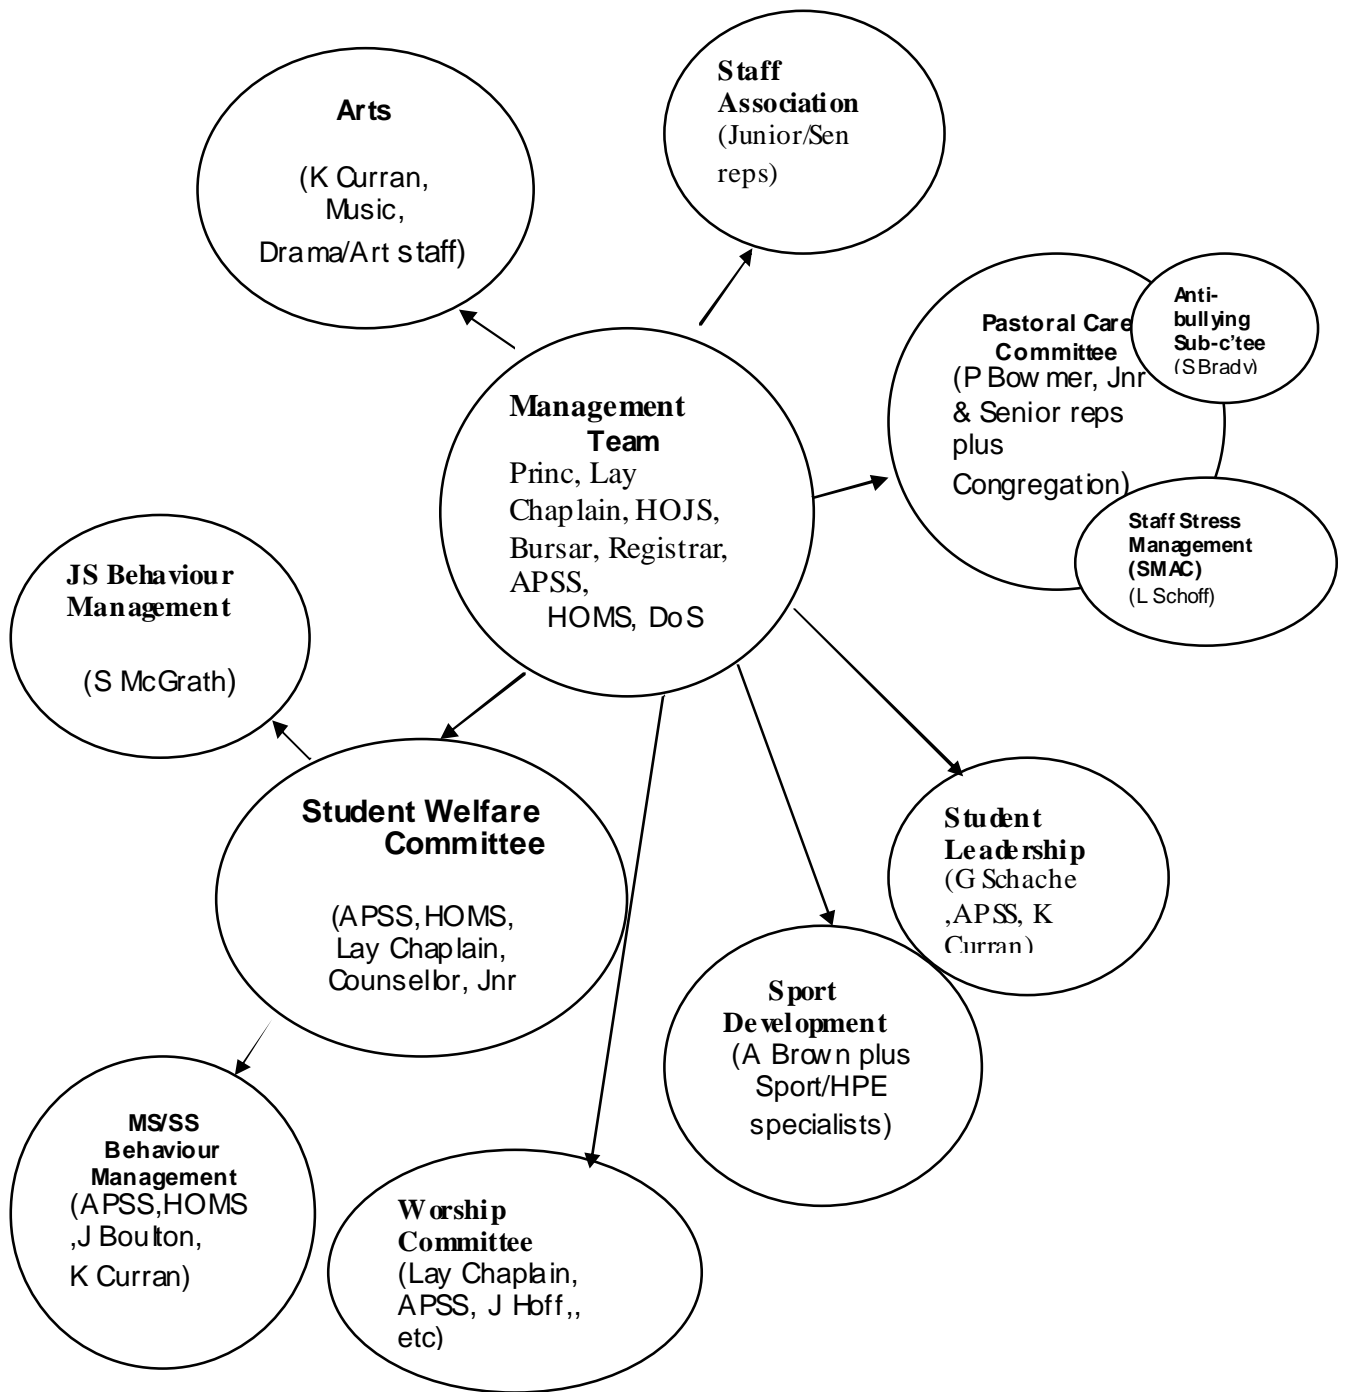 Arts
(K Curran,
Music,
Drama/Art staff)
Staff
Association
(Junior/Sen
reps)
Pastoral Care
Committee
(P Bowmer, Jnr
& Senior reps
plus
Congregation)
Anti-
bullying
Sub-c'tee
(S Brady)
Staff Stress
Management
(SMAC)
(L Schoff)
Management
Team
Princ, Lay
Chaplain, HOJS,
Bursar, Registrar,
APSS,
HOMS, DoS
JS Behaviour
Management
(S McGrath)
Student Welfare
Committee
(APSS, HOMS,
Lay Chaplain,
Counsellor, Jnr
Student
Leadership
(G Schache
,APSS, K
Curran)
Sport
Development
(A Brown plus
Sport/HPE
specialists)
MS/SS
Behaviour
Management
(APSS,HOMS
,J Boulton,
K Curran)
Worship
Committee
(Lay Chaplain,
APSS, J Hoff,,
etc)